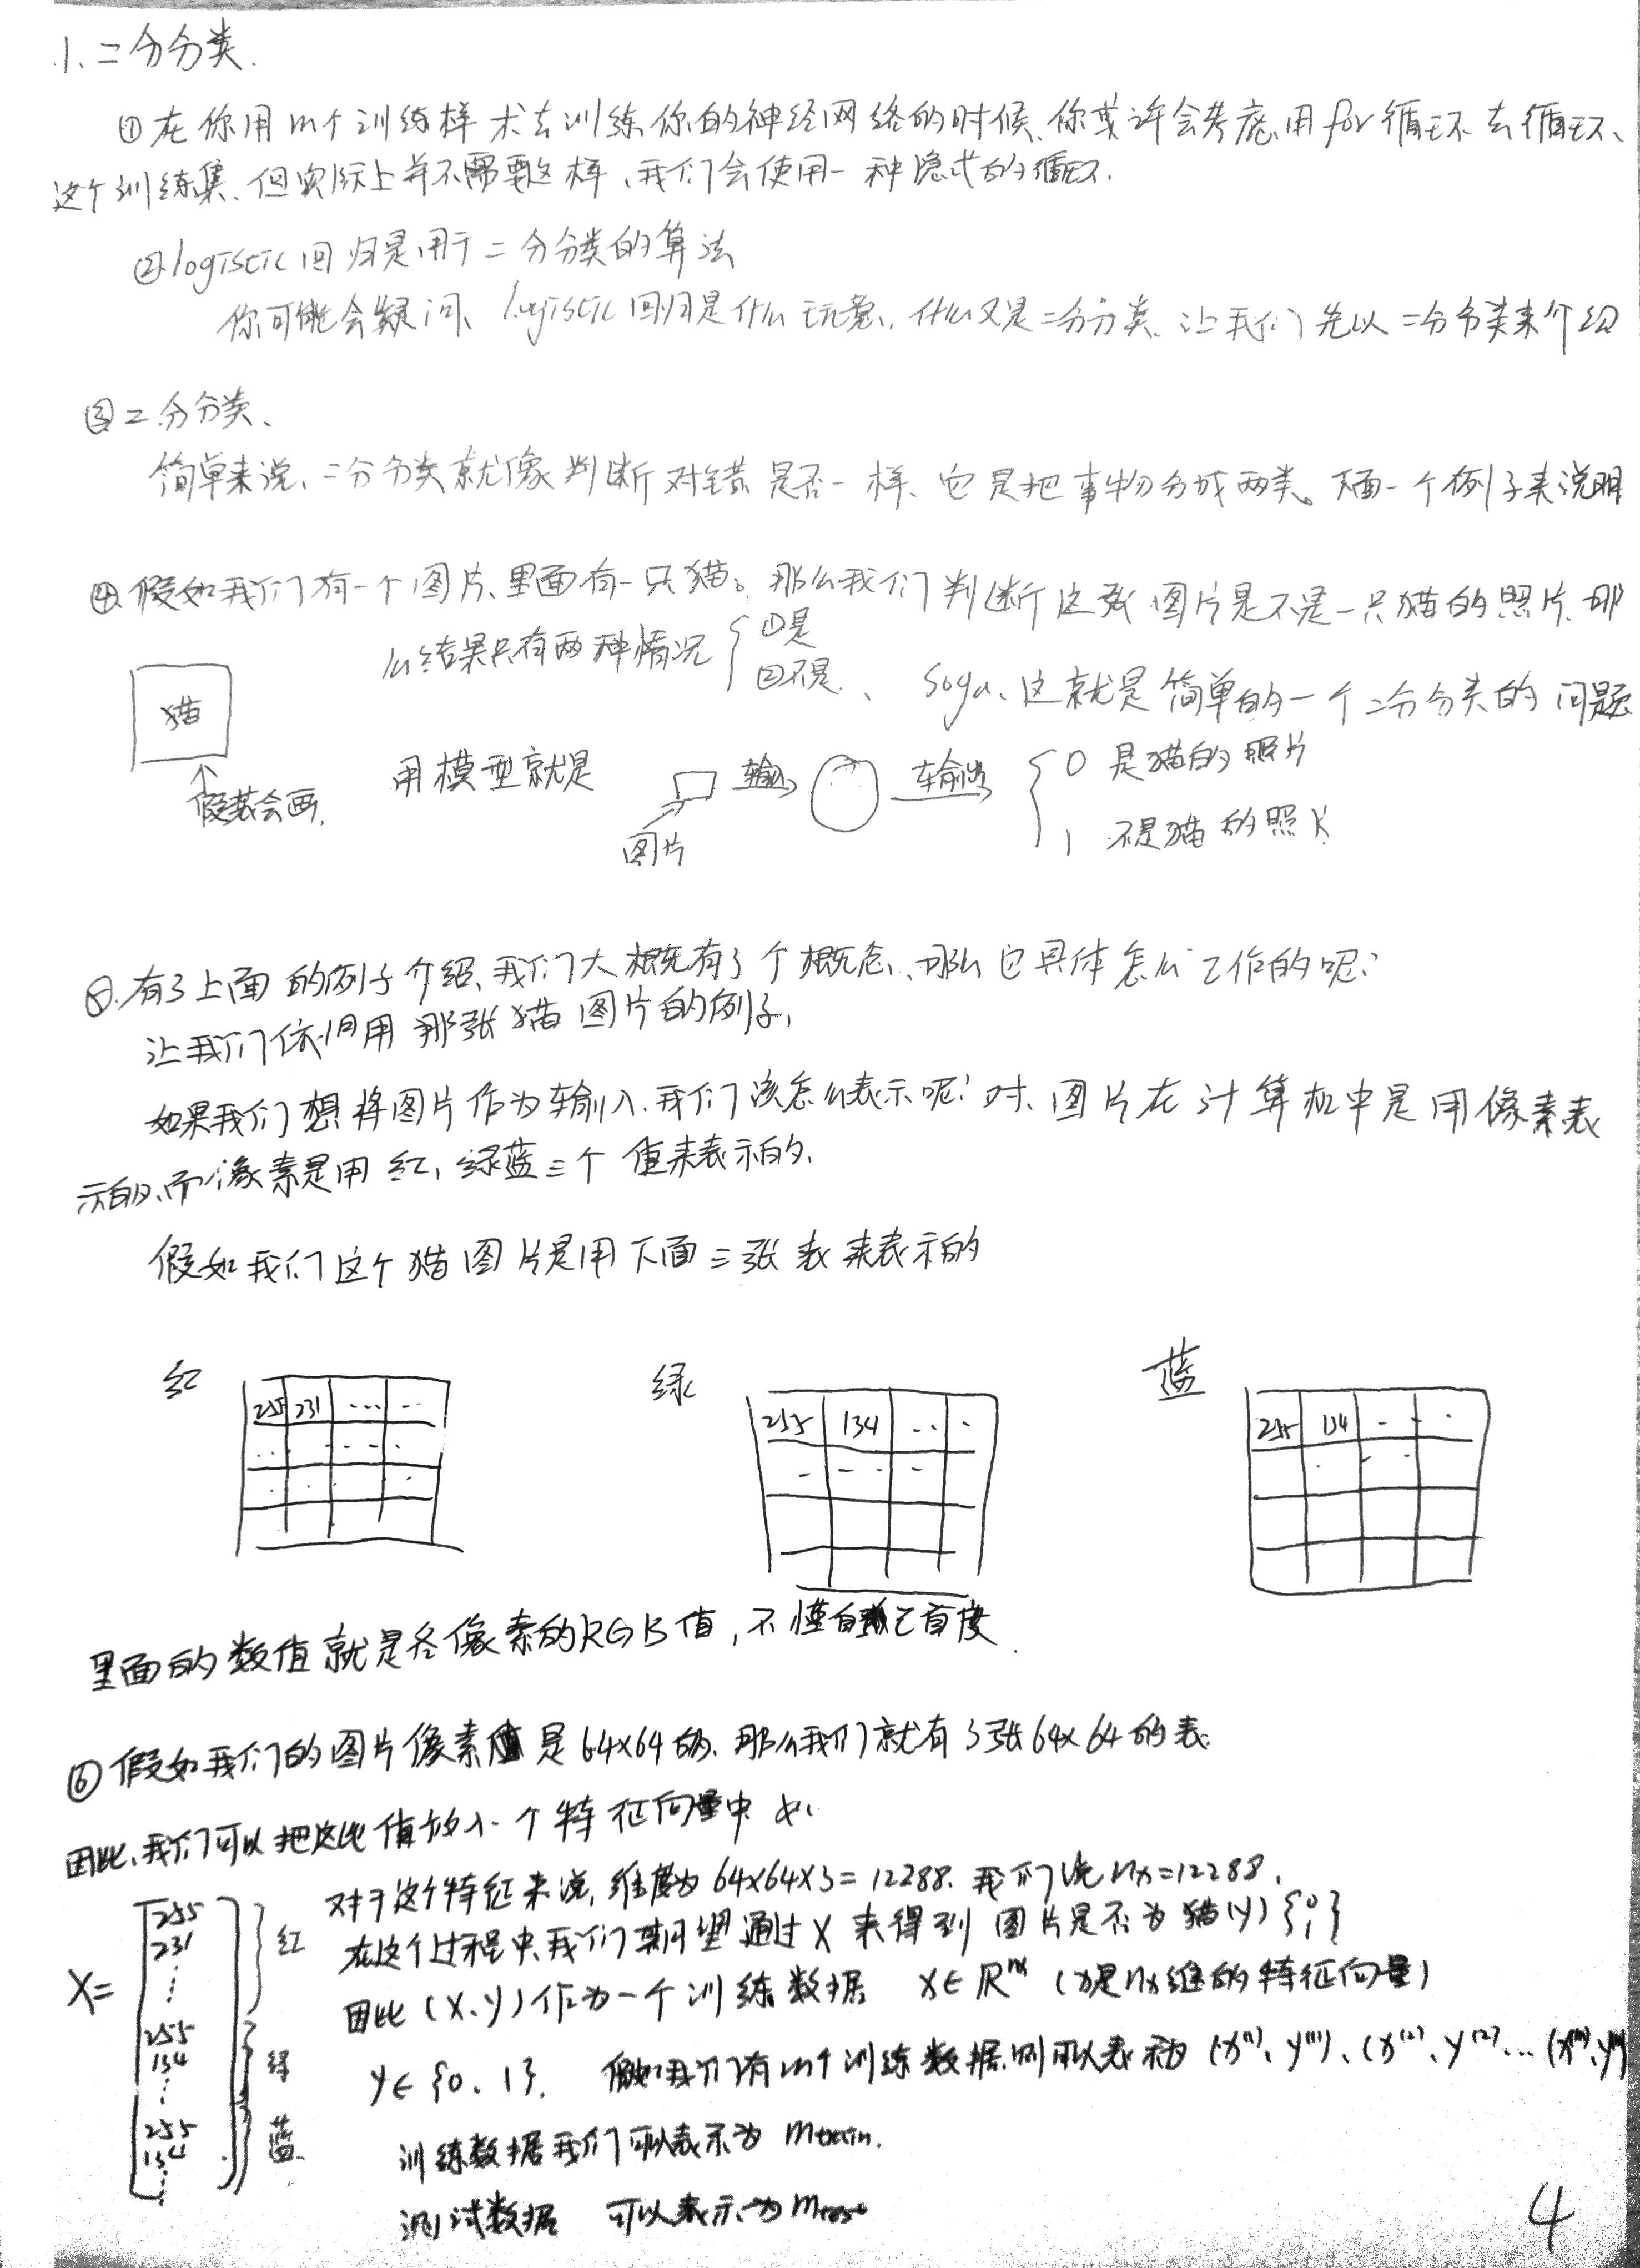 1、二分分类.
① 在你用m个训练样术去训练你的神经网络的时候、你或许会考虑用for循环去循环、
这个训练集、但实际上并不需要这样、我们会使用一种隐式的循环.
② logistic回归是用于二分分类的算法
你可能会疑问、logistic回归是什么玩意、什么又是二分分类、让我们先以二分分类来介绍
③ 二分分类、
简单来说、二分分类就像判断对错是否一样、它是把事物分成两类。下面一个例子来说明
④ 假如我们有一个图片、里面有一只猫。那么我们判断这张图片是不是一只猫的照片、那
么结果只有两种情况 { ①是
②不是 、 soga、这就是简单的一个二分分类的问题
猫
假装会画.
用模型就是 图片 输入 输出 { 0 是猫的照片
1 不是猫的照片
⑤ 有了上面的例子介绍、我们大概有了个概念、那么它具体怎么工作的呢?
让我们依旧用那张猫图片的例子,
如果我们想将图片作为输入、我们该怎么表示呢? 对、图片在计算机中是用像素表
示的、而像素是用红、绿蓝三个值来表示的.
假如我们这个猫图片是用下面三张表来表示的
红 绿 蓝
255 231 ... ..
255 134 ... .
255 134 - - .
里面的数值就是各像素的RGB值, 不懂自己百度
⑥ 假如我们的图片像素值是64×64的、那么我们就有3张64×64的表
因此、我们可以把这些值放入一个特征向量中 x、
对于这个特征来说, 维度为 64×64×3=12288. 我们说nx=12288.
在这个过程中、我们期望通过X来得到图片是否为猫(y) {0,1}
因此(X、y)作为一个训练数据 X∈R^nx (x是nx维的特征向量)
y∈{0、1}. 假如我们有m个训练数据、则可以表示为 (x⁽¹⁾、y⁽¹⁾)、(x⁽²⁾、y⁽²⁾... (x⁽ᵐ⁾、y⁽ᵐ⁾)
训练数据我们可以表示为 mtrain.
测试数据 可以表示为 mtest
X=
255
231
⋮
红
255
134
⋮
绿
255
134
⋮
蓝
4